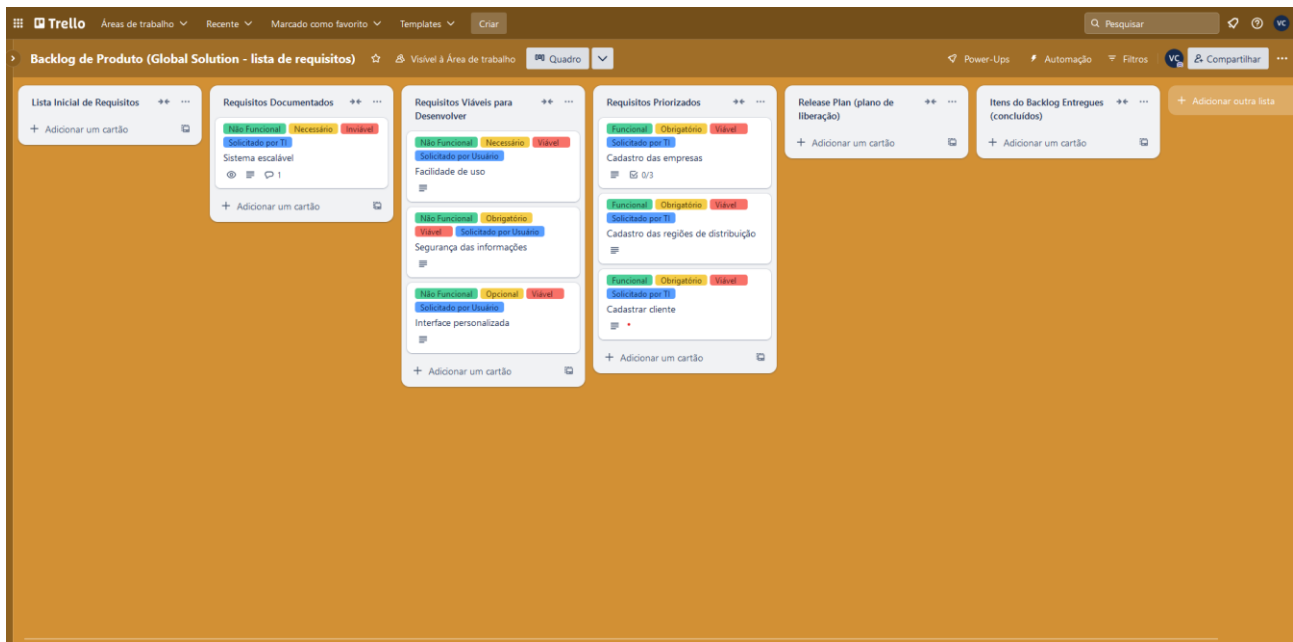 Trello Áreas de trabalho Recente Marcado como favorito Templates Criar Pesquisar VC
Backlog de Produto (Global Solution - lista de requisitos) Visível à Área de trabalho Quadro Power-Ups Automação Filtros VC Compartilhar
Lista Inicial de Requisitos
+ Adicionar um cartão
Requisitos Documentados
Não Funcional Necessário Inviável
Solicitado por TI
Sistema escalável
1
+ Adicionar um cartão
Requisitos Viáveis para
Desenvolver
Não Funcional Necessário Viável
Solicitado por Usuário
Facilidade de uso
Não Funcional Obrigatório
Viável Solicitado por Usuário
Segurança das informações
Não Funcional Opcional Viável
Solicitado por Usuário
Interface personalizada
+ Adicionar um cartão
Requisitos Priorizados
Funcional Obrigatório Viável
Solicitado por TI
Cadastro das empresas
0/3
Funcional Obrigatório Viável
Solicitado por TI
Cadastro das regiões de distribuição
Funcional Obrigatório Viável
Solicitado por TI
Cadastrar cliente
+ Adicionar um cartão
Release Plan (plano de
liberação)
+ Adicionar um cartão
Itens do Backlog Entregues
(concluídos)
+ Adicionar um cartão
+ Adicionar outra lista